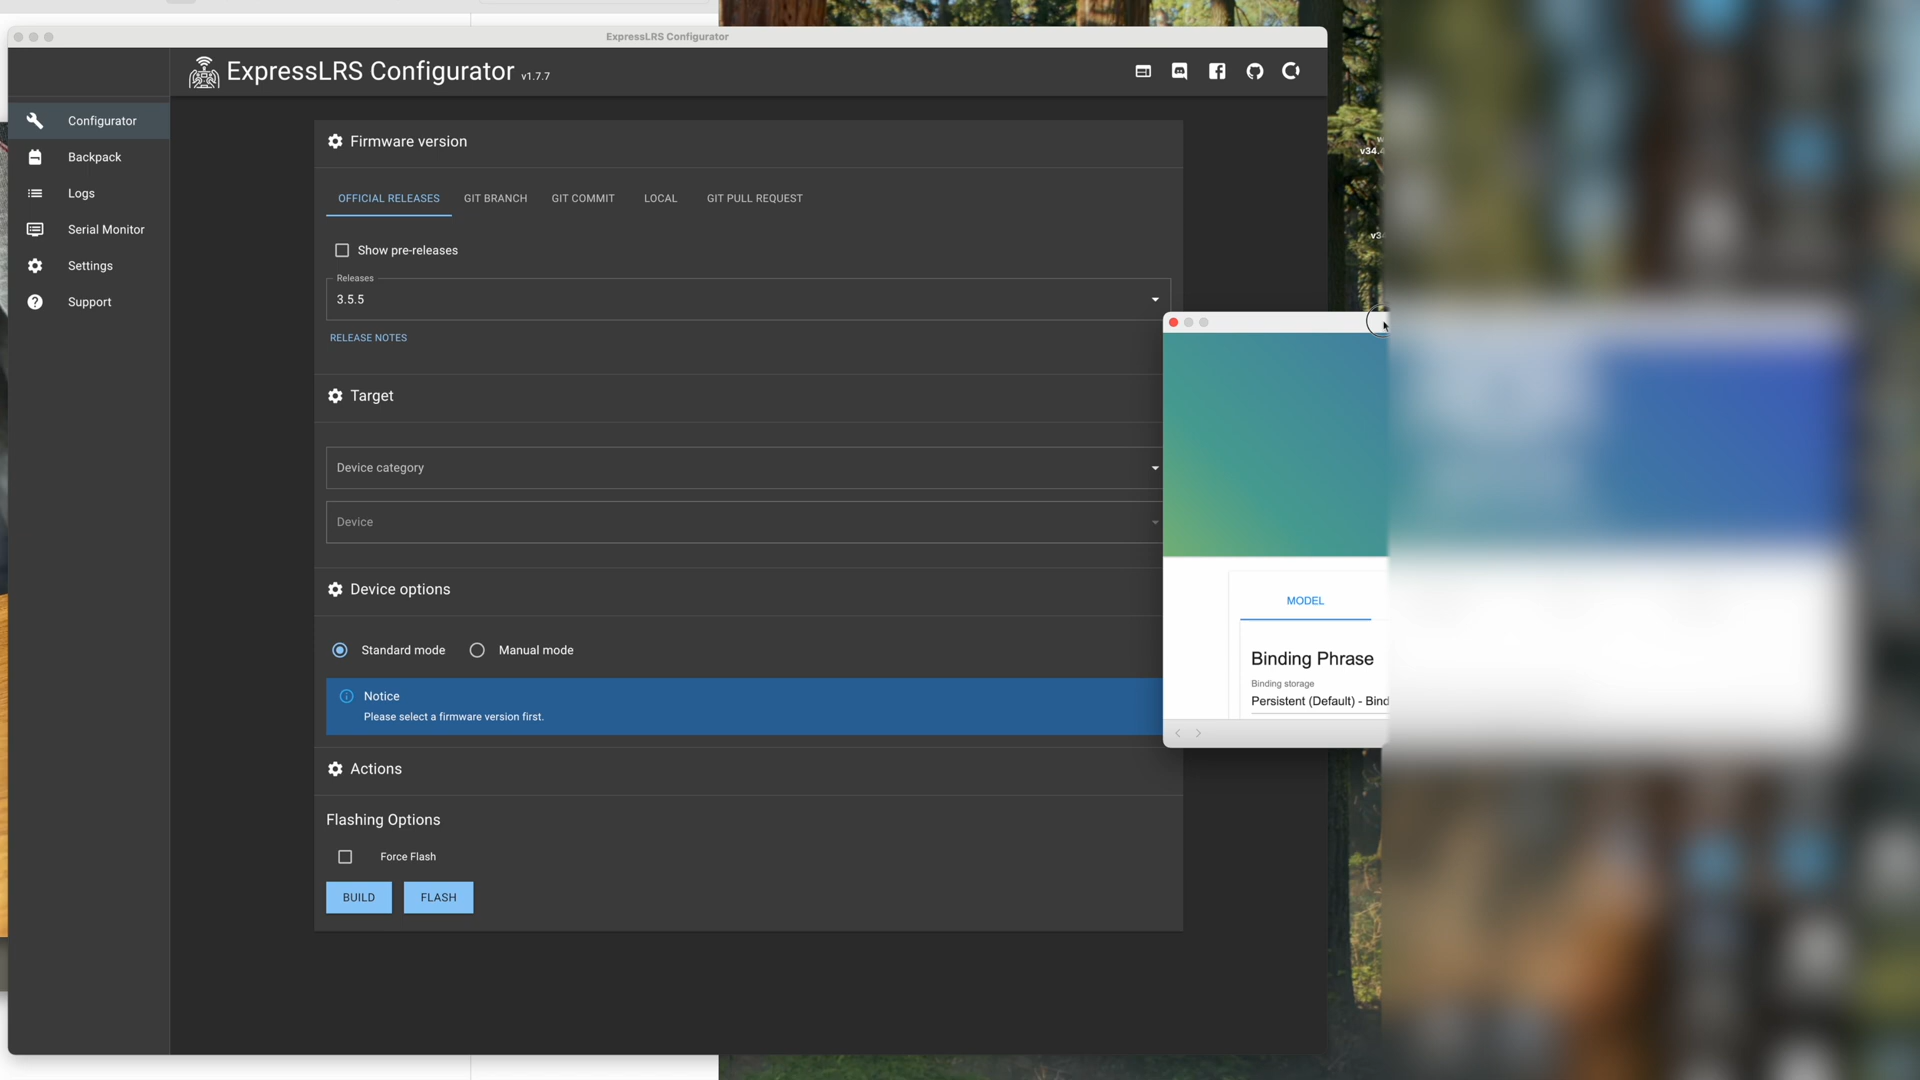 ExpressLRS Configurator
ExpressLRS Configurator v1.7.7
Configurator
Backpack
Logs
Serial Monitor
Settings
Support
Firmware version
OFFICIAL RELEASES GIT BRANCH GIT COMMIT LOCAL GIT PULL REQUEST
Show pre-releases
Releases
3.5.5
RELEASE NOTES
Target
Device category
Device
Device options
Standard mode Manual mode
Notice
Please select a firmware version first.
Actions
Flashing Options
Force Flash
BUILD FLASH
MODEL
Binding Phrase
Binding storage
Persistent (Default) - Bind